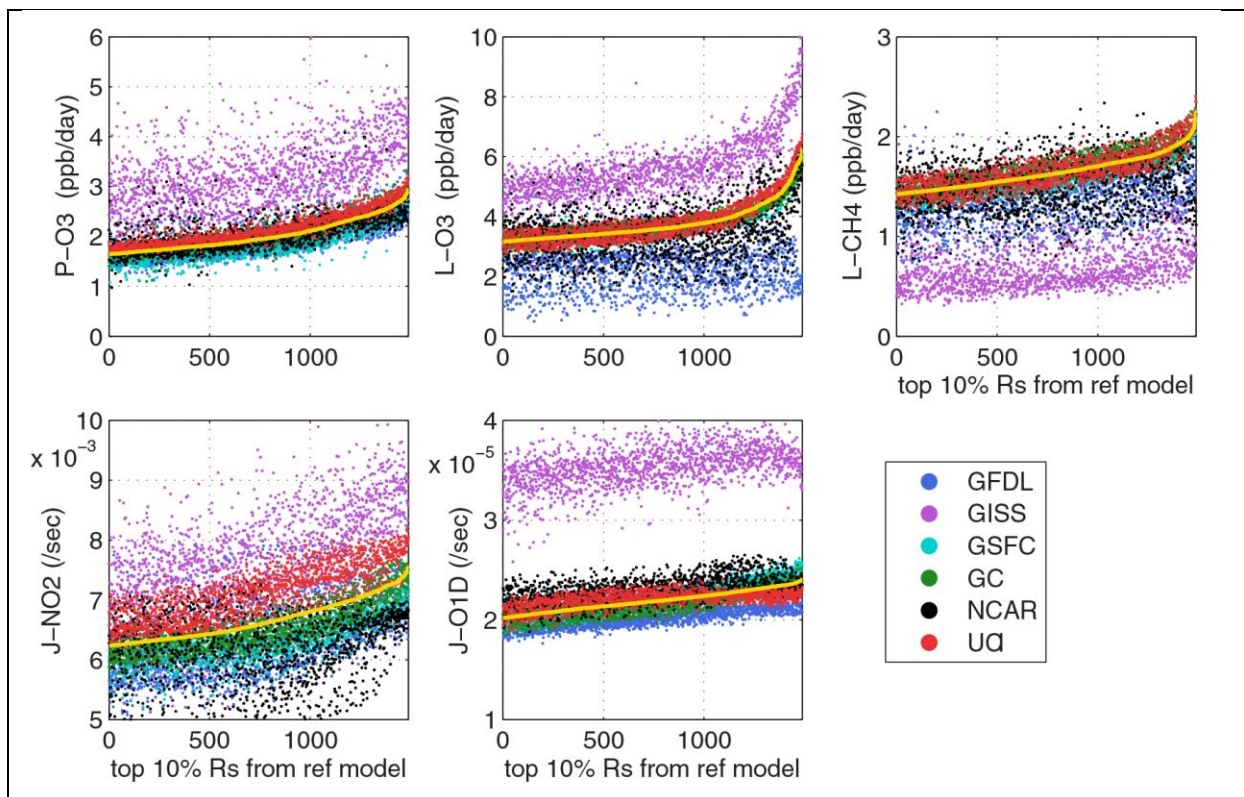 6
5
4
3
2
1
0
P-O3 (ppb/day)
0 500 1000
10
8
6
4
2
0
L-O3 (ppb/day)
0 500 1000
3
2
1
0
L-CH4 (ppb/day)
0 500 1000
top 10% Rs from ref model
10
x 10⁻³
9
8
7
6
5
J-NO2 (/sec)
0 500 1000
top 10% Rs from ref model
4
x 10⁻⁵
3
2
1
J-O1D (/sec)
0 500 1000
top 10% Rs from ref model
GFDL
GISS
GSFC
GC
NCAR
UCI